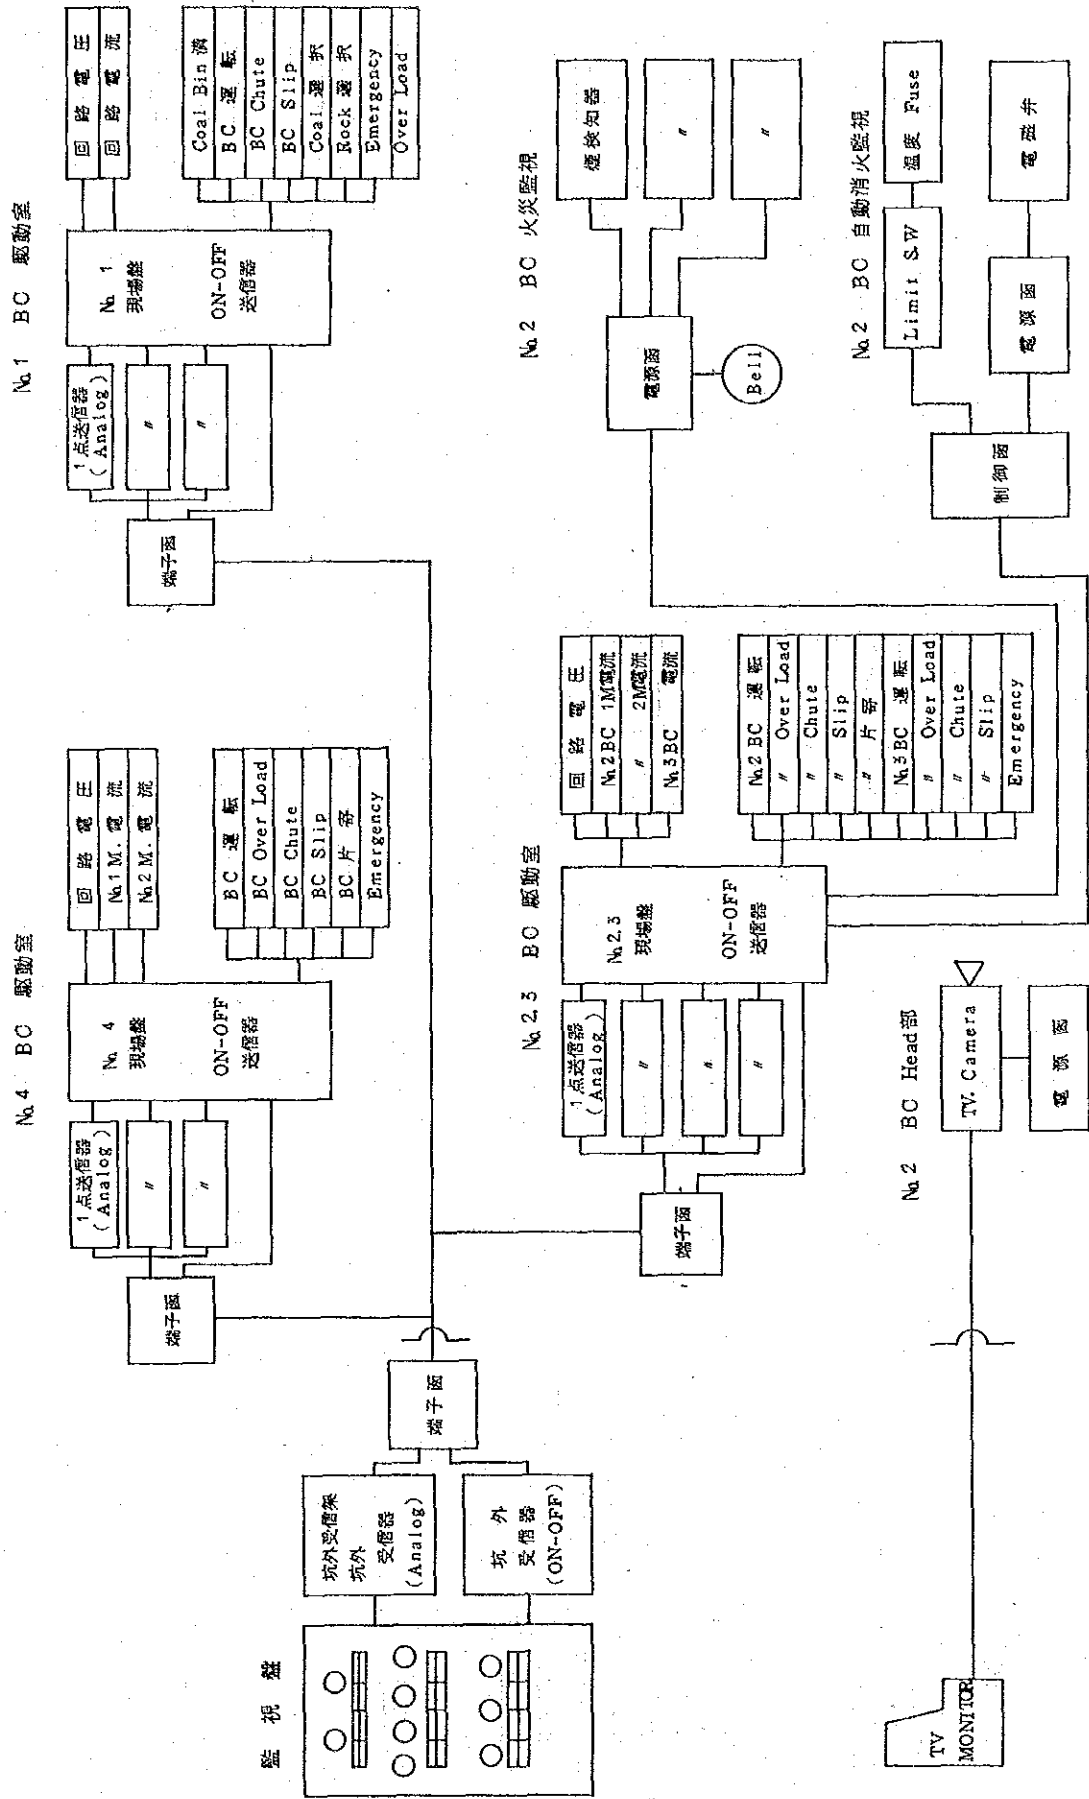 監視盤
坑外受信架
坑外
受信器
(Analog)
坑外
受信器
(ON-OFF)
端子函
№4 BC 駆動室
端子函
1点送信器
(Analog)
〃
〃
№4
現場盤
ON-OFF
送信器
回路電圧
№1M.電流
№2M.電流
BC 運転
BC Over Load
BC Chute
BC Slip
BC 片寄
Emergency
№1 BC 駆動室
端子函
1点送信器
(Analog)
〃
〃
№1
現場盤
ON-OFF
送信器
回路電圧
回路電流
Coal Bin 満
BC 運転
BC Chute
BC Slip
Coal 選択
Rock 選択
Emergency
Over Load
№2.3 BC 駆動室
端子函
1点送信器
(Analog)
〃
〃
〃
№2.3
現場盤
ON-OFF
送信器
回路電圧
№2BC 1M電流
〃 2M電流
№3BC 電流
№2BC 運転
〃 Over Load
〃 Chute
〃 Slip
〃 片寄
№3BC 運転
〃 Over Load
〃 Chute
〃 Slip
Emergency
№2 BC 火災監視
電源函
Bell
煙検知器
〃
〃
№2 BC 自動消火監視
制御函
Limit S.W
温度 Fuse
電源函
電磁弁
№2 BC Head部
TV
MONITOR
TV. Camera
電源函